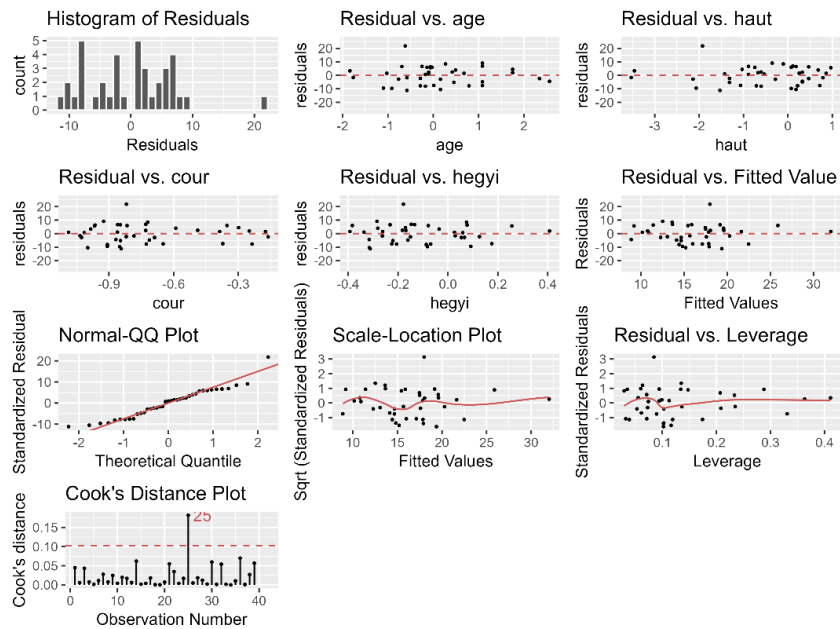 Histogram of Residuals
5
4
3
2
1
0
count
-10 0 10 20
Residuals
Residual vs. age
20
10
0
-10
-20
residuals
-2 -1 0 1 2
age
Residual vs. haut
20
10
0
-10
-20
residuals
-3 -2 -1 0 1
haut
Residual vs. cour
20
10
0
-10
-20
residuals
-0.9 -0.6 -0.3
cour
Residual vs. hegyi
20
10
0
-10
-20
residuals
-0.4 -0.2 0.0 0.2 0.4
hegyi
Residual vs. Fitted Value
20
10
0
-10
-20
Residuals
10 15 20 25 30
Fitted Values
Normal-QQ Plot
20
10
0
-10
Standardized Residual
-2 -1 0 1 2
Theoretical Quantile
Scale-Location Plot
3
2
1
0
-1
Sqrt (Standardized Residuals)
10 15 20 25 30
Fitted Values
Residual vs. Leverage
3
2
1
0
-1
Standardized Residuals
0.1 0.2 0.3 0.4
Leverage
Cook's Distance Plot
25
0.15
0.10
0.05
0.00
Cook's distance
0 10 20 30 40
Observation Number